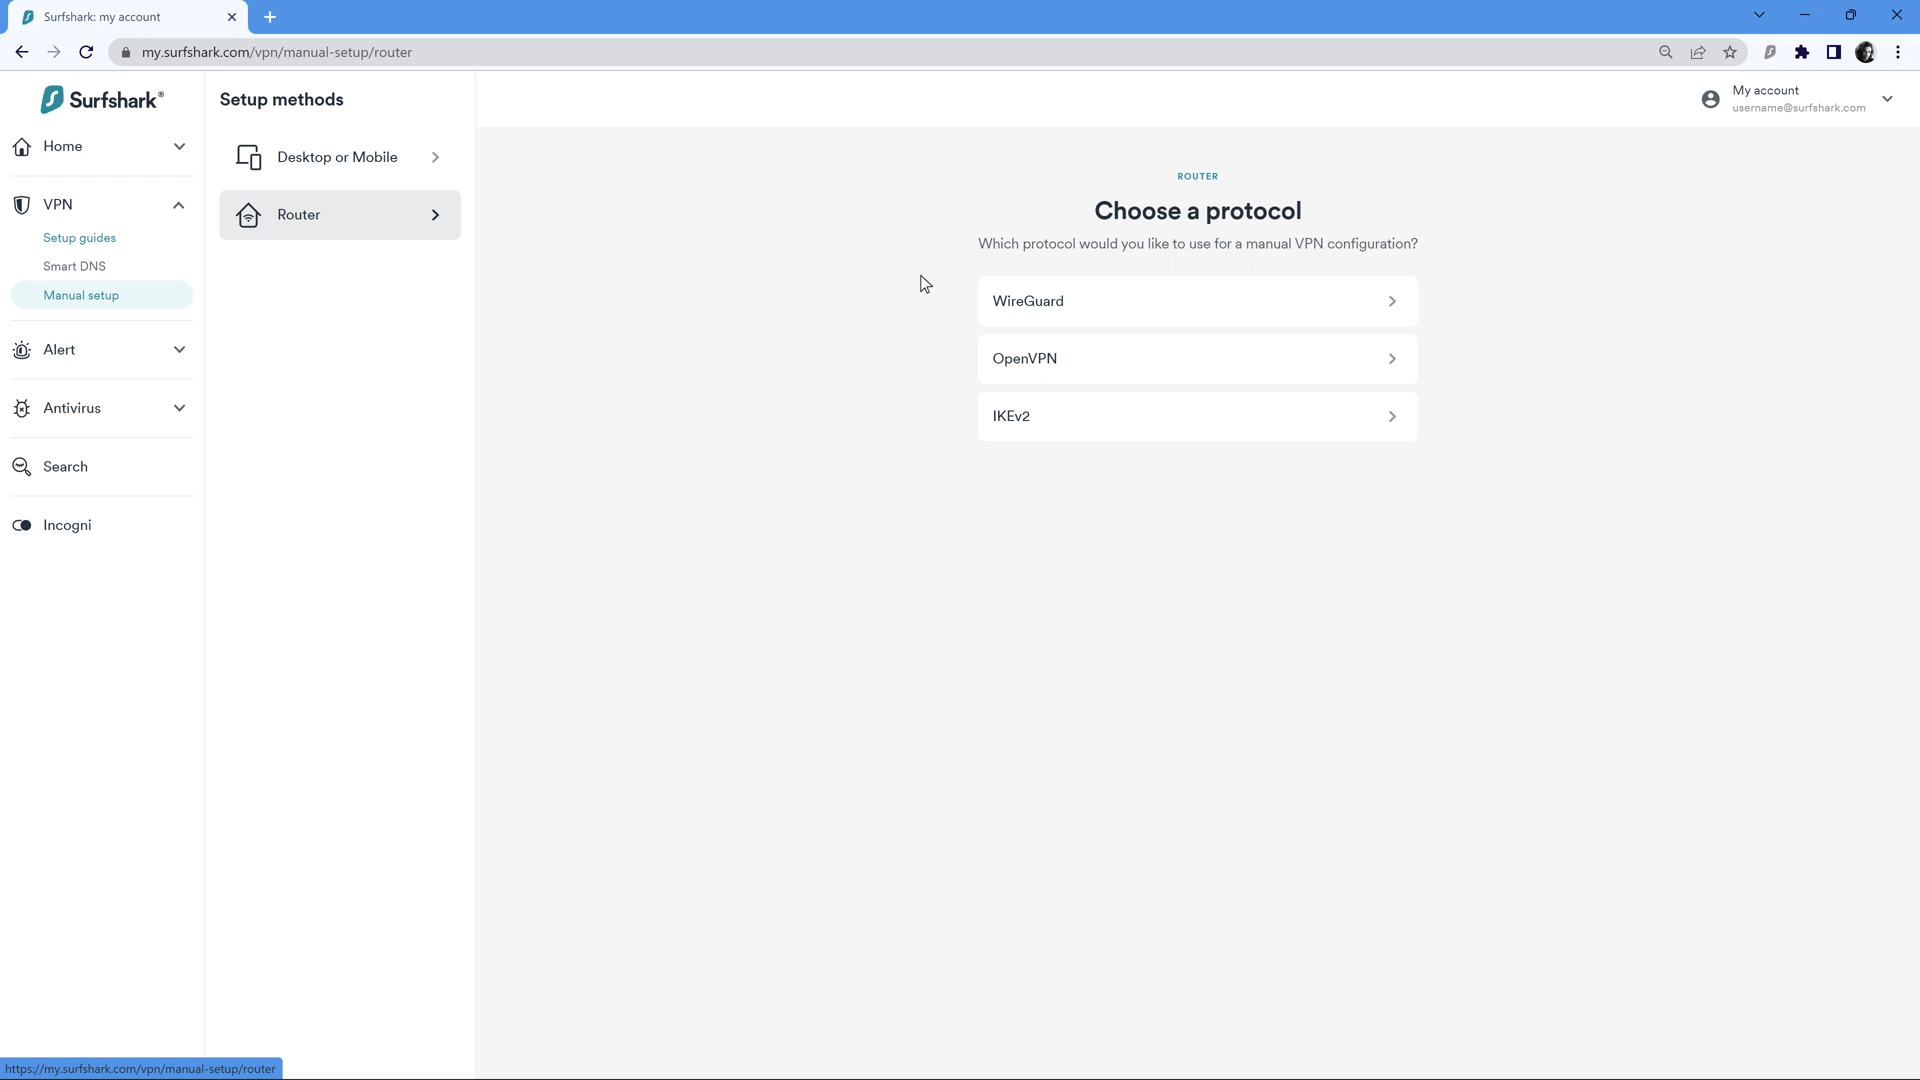 Surfshark: my account
my.surfshark.com/vpn/manual-setup/router
Surfshark®
Home
VPN
Setup guides
Smart DNS
Manual setup
Alert
Antivirus
Search
Incogni
Setup methods
Desktop or Mobile
Router
My account
username@surfshark.com
ROUTER
Choose a protocol
Which protocol would you like to use for a manual VPN configuration?
WireGuard
OpenVPN
IKEv2
https://my.surfshark.com/vpn/manual-setup/router